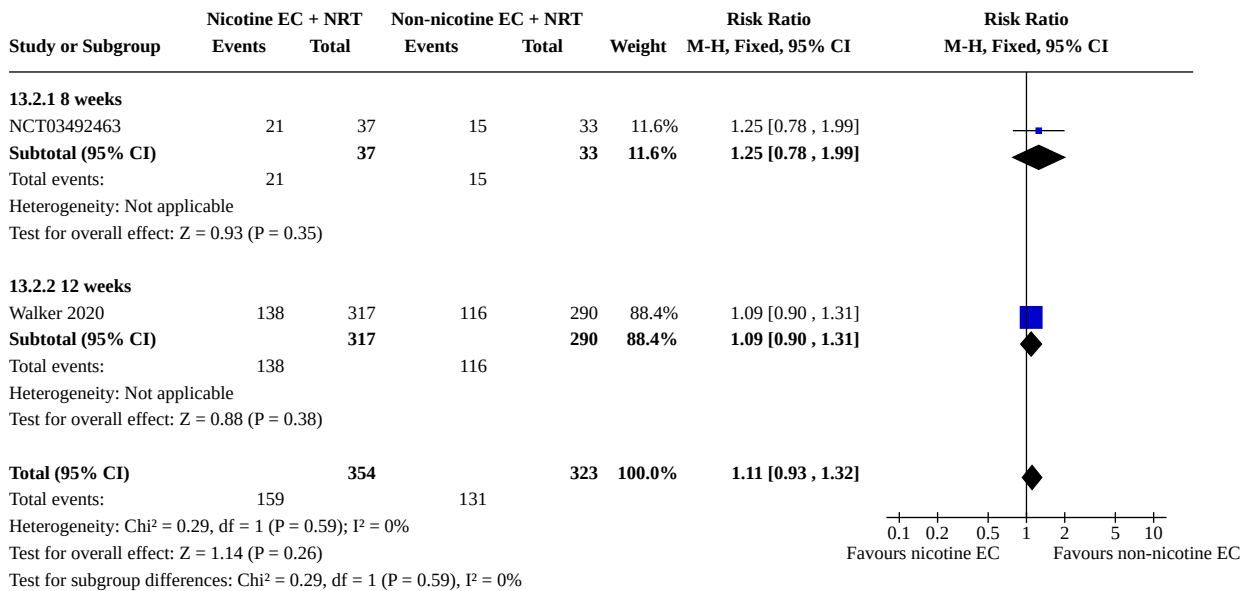 Nicotine EC + NRT Non-nicotine EC + NRT Risk Ratio Risk Ratio
Study or Subgroup Events Total Events Total Weight M-H, Fixed, 95% CI M-H, Fixed, 95% CI
13.2.1 8 weeks
NCT03492463 21 37 15 33 11.6% 1.25 [0.78 , 1.99]
Subtotal (95% CI) 37 33 11.6% 1.25 [0.78 , 1.99]
Total events: 21 15
Heterogeneity: Not applicable
Test for overall effect: Z = 0.93 (P = 0.35)
13.2.2 12 weeks
Walker 2020 138 317 116 290 88.4% 1.09 [0.90 , 1.31]
Subtotal (95% CI) 317 290 88.4% 1.09 [0.90 , 1.31]
Total events: 138 116
Heterogeneity: Not applicable
Test for overall effect: Z = 0.88 (P = 0.38)
Total (95% CI) 354 323 100.0% 1.11 [0.93 , 1.32]
Total events: 159 131
Heterogeneity: Chi² = 0.29, df = 1 (P = 0.59); I² = 0%
0.1 0.2 0.5 1 2 5 10
Test for overall effect: Z = 1.14 (P = 0.26) Favours nicotine EC Favours non-nicotine EC
Test for subgroup differences: Chi² = 0.29, df = 1 (P = 0.59), I² = 0%